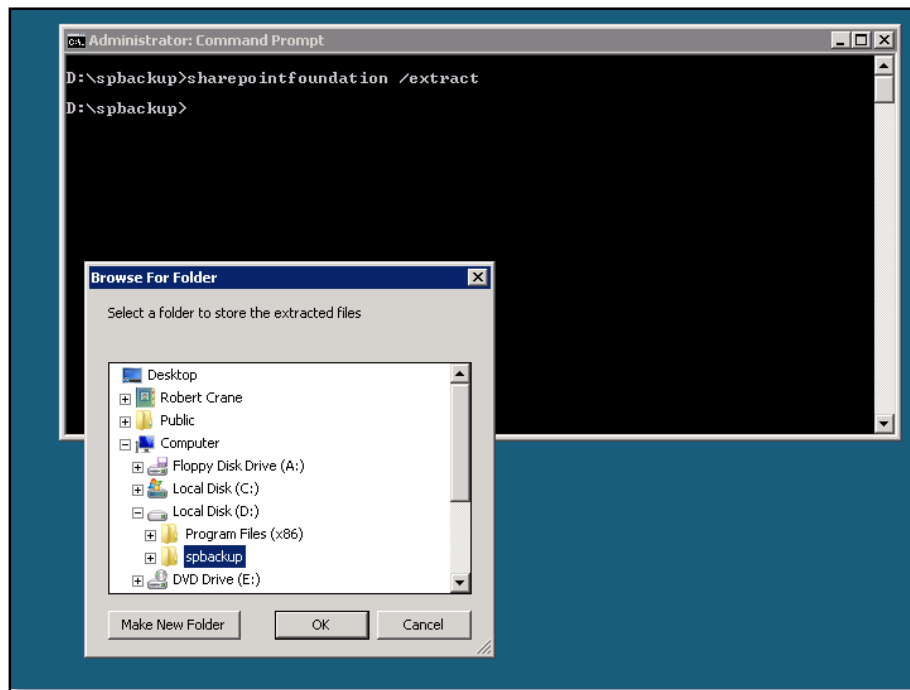 Administrator: Command Prompt
D:\spbackup>sharepointfoundation /extract
D:\spbackup>
Browse For Folder
Select a folder to store the extracted files
Desktop
Robert Crane
Public
Computer
Floppy Disk Drive (A:)
Local Disk (C:)
Local Disk (D:)
Program Files (x86)
spbackup
DVD Drive (E:)
Make New Folder OK Cancel